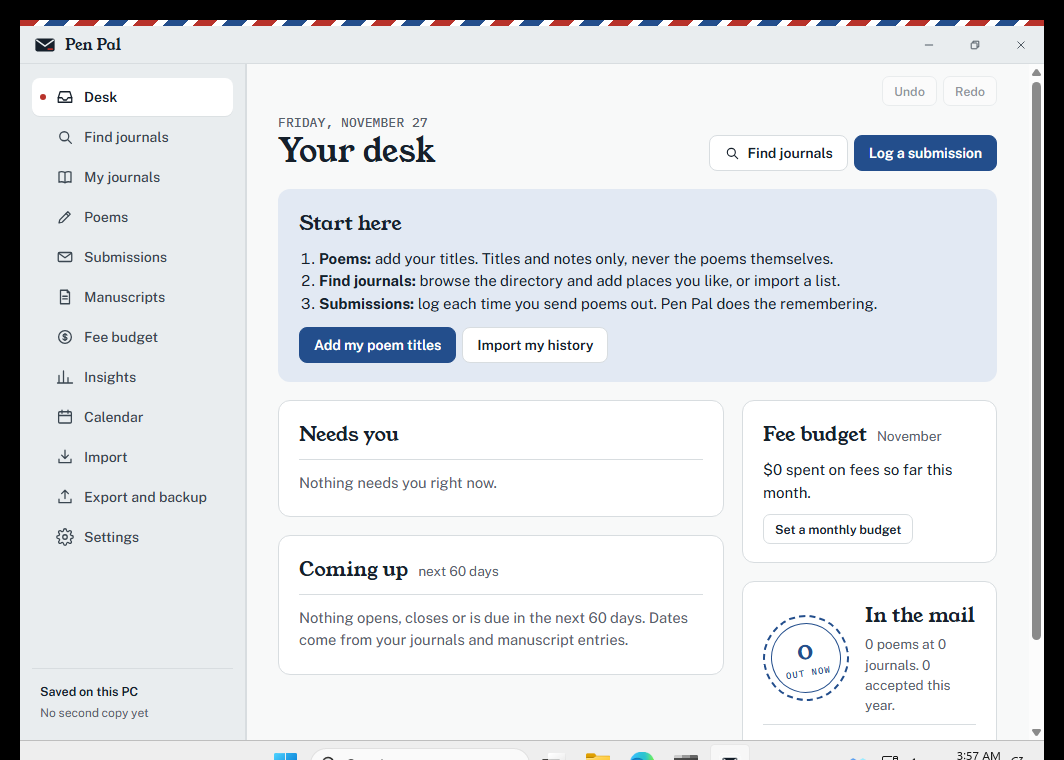 Pen Pal
Desk
Find journals
My journals
Poems
Submissions
Manuscripts
Fee budget
Insights
Calendar
Import
Export and backup
Settings
Saved on this PC
No second copy yet
Undo
Redo
FRIDAY, NOVEMBER 27
Your desk
Find journals
Log a submission
Start here
1. Poems: add your titles. Titles and notes only, never the poems themselves.
2. Find journals: browse the directory and add places you like, or import a list.
3. Submissions: log each time you send poems out. Pen Pal does the remembering.
Add my poem titles
Import my history
Needs you
Nothing needs you right now.
Coming up next 60 days
Nothing opens, closes or is due in the next 60 days. Dates
come from your journals and manuscript entries.
Fee budget November
$0 spent on fees so far this
month.
Set a monthly budget
0
OUT NOW
In the mail
0 poems at 0
journals. 0
accepted this
year.
3:57 AM